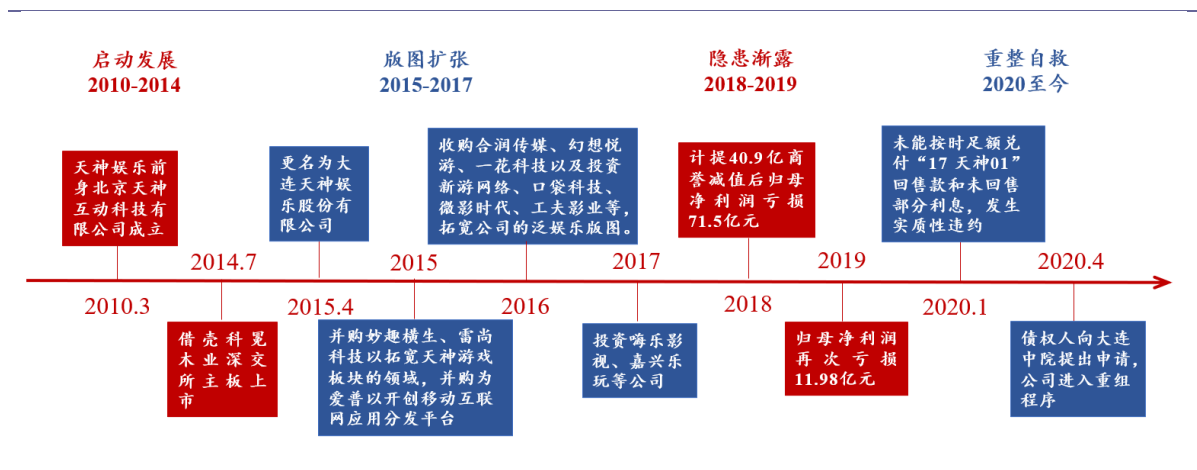 启动发展
2010-2014
版图扩张
2015-2017
隐患渐露
2018-2019
重整自救
2020至今
天神娱乐前
身北京天神
互动科技有
限公司成立
更名为大
连天神娱
乐股份有
限公司
收购合润传媒、幻想悦
游、一花科技以及投资
新游网络、口袋科技、
微影时代、工夫影业等，
拓宽公司的泛娱乐版图。
计提40.9亿商
誉减值后归母
净利润亏损
71.5亿元
未能按时足额兑
付“17 天神01”
回售款和未回售
部分利息，发生
实质性违约
2014.7
2015
2017
2019
2020.4
2010.3
2015.4
2016
2018
2020.1
借壳科冕
木业深交
所主板上
市
并购妙趣横生、雷尚
科技以拓宽天神游戏
板块的领域，并购为
爱普以开创移动互联
网应用分发平台
投资嗨乐影
视、嘉兴乐
玩等公司
归母净利润
再次亏损
11.98亿元
债权人向大连
中院提出申请，
公司进入重组
程序